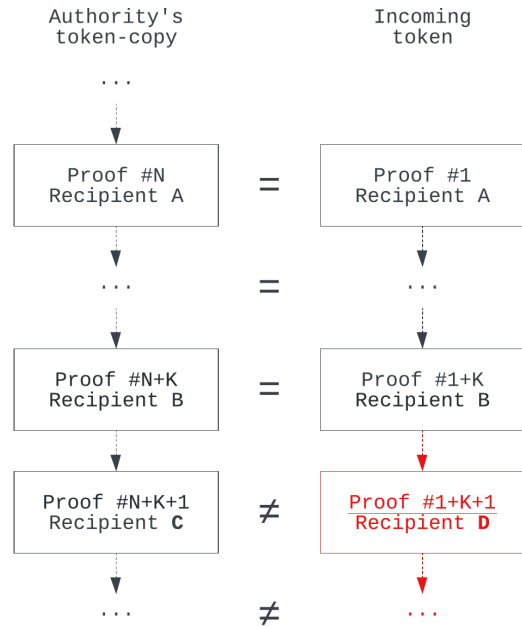 Authority's
token-copy
Incoming
token
...
Proof #N
Recipient A
=
Proof #1
Recipient A
...
=
...
Proof #N+K
Recipient B
=
Proof #1+K
Recipient B
Proof #N+K+1
Recipient C
≠
Proof #1+K+1
Recipient D
...
≠
...